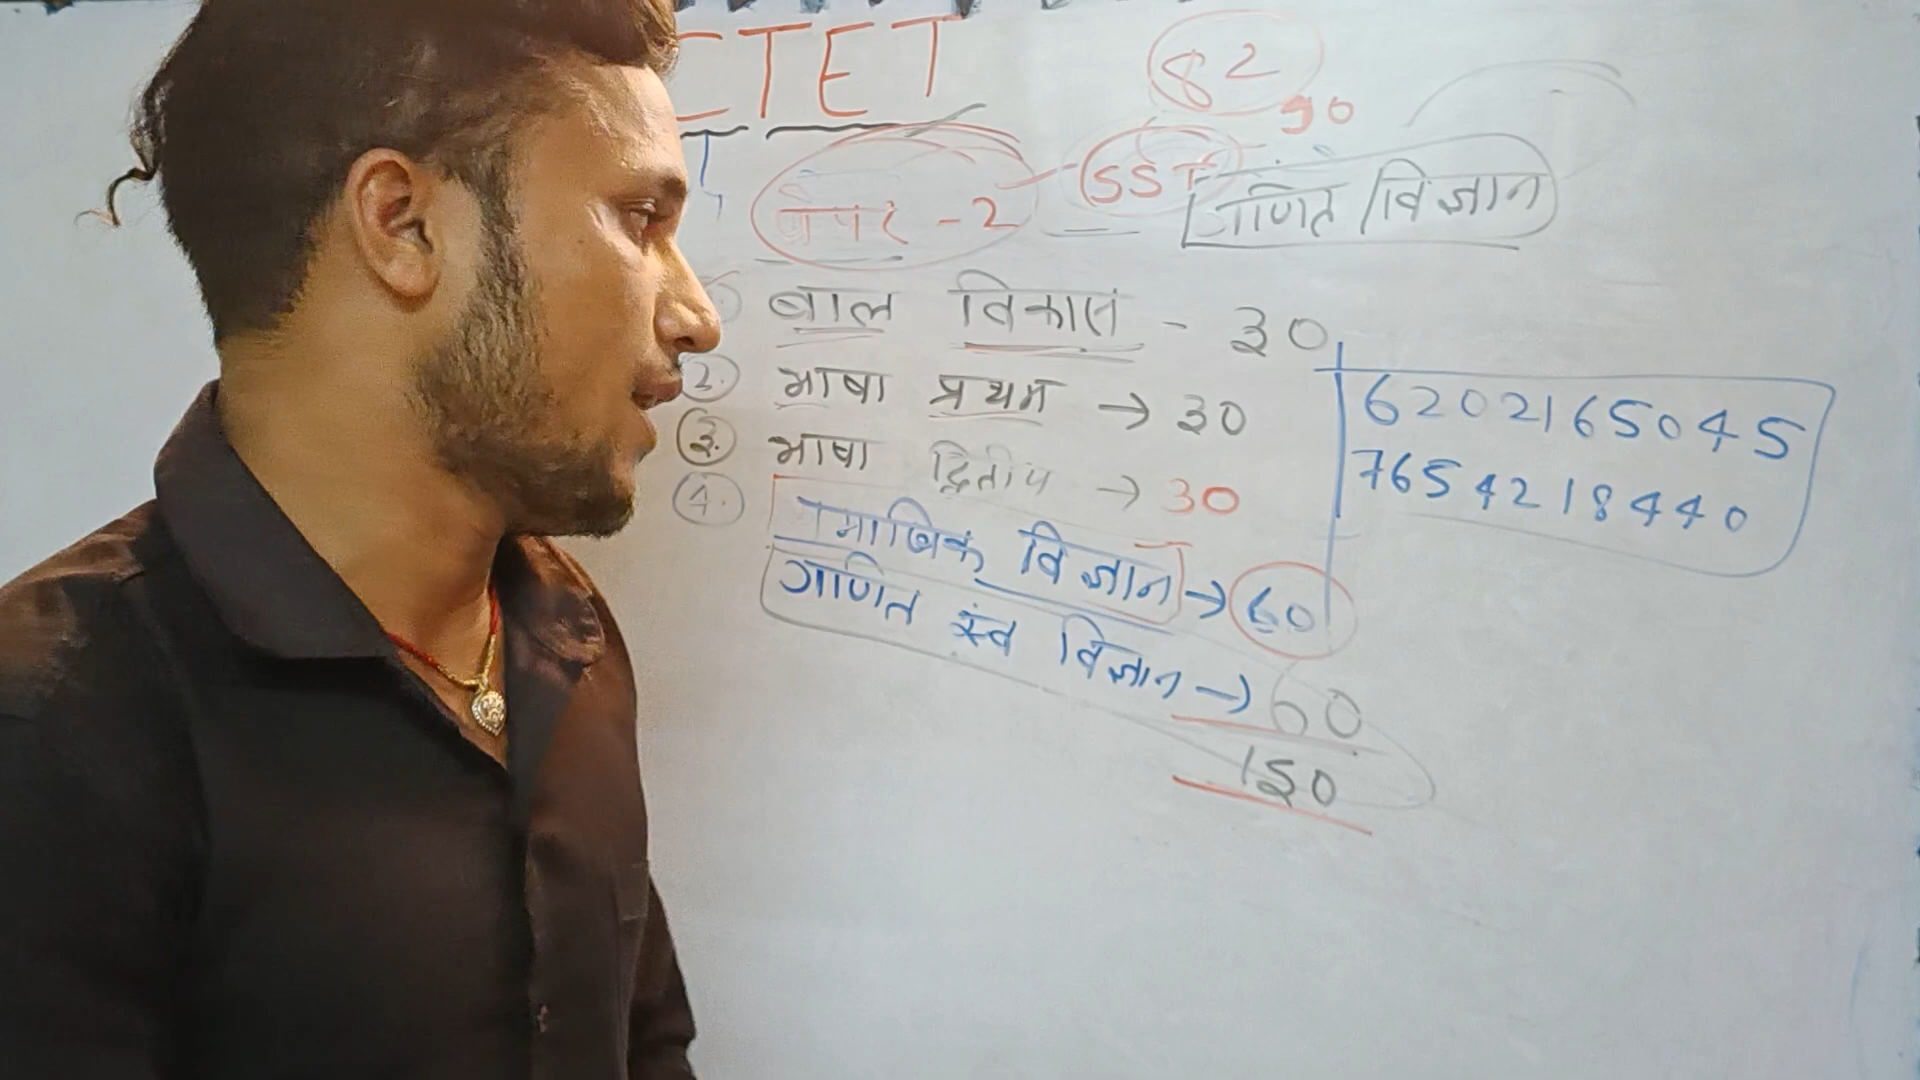 CTET
82
90
पेपर - 2
SST
गणित / विज्ञान
बाल विकास - 30
2. भाषा प्रथम → 30
3. भाषा द्वितीय → 30
4.
विज्ञान → 60
गणित एंव विज्ञान → 60
150
6202165045
7654218440